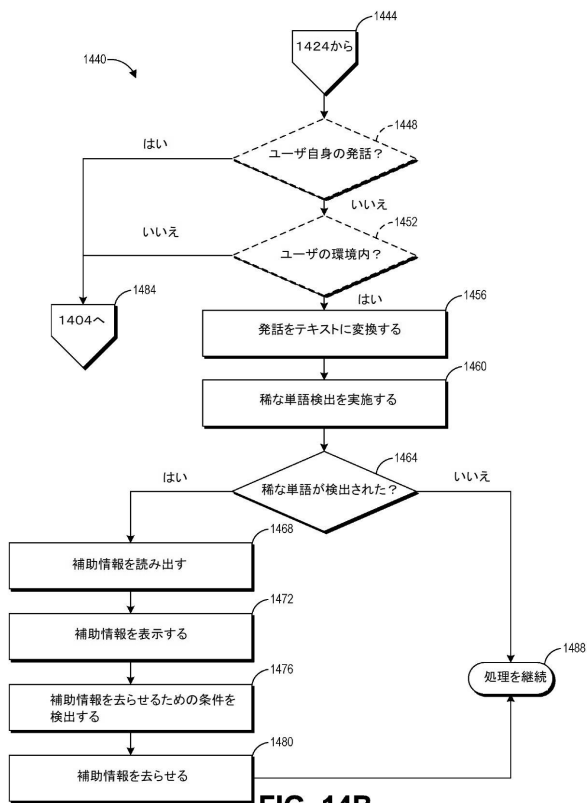 1444
1424から
1440
1448
はい
ユーザ自身の発話？
いいえ
1452
いいえ
ユーザの環境内？
1484
はい
1456
1404へ
発話をテキストに変換する
1460
稀な単語検出を実施する
1464
はい
稀な単語が検出された？
いいえ
1468
補助情報を読み出す
1472
補助情報を表示する
1476
1488
補助情報を去らせるための条件を
検出する
処理を継続
1480
補助情報を去らせる
FIG. 14B